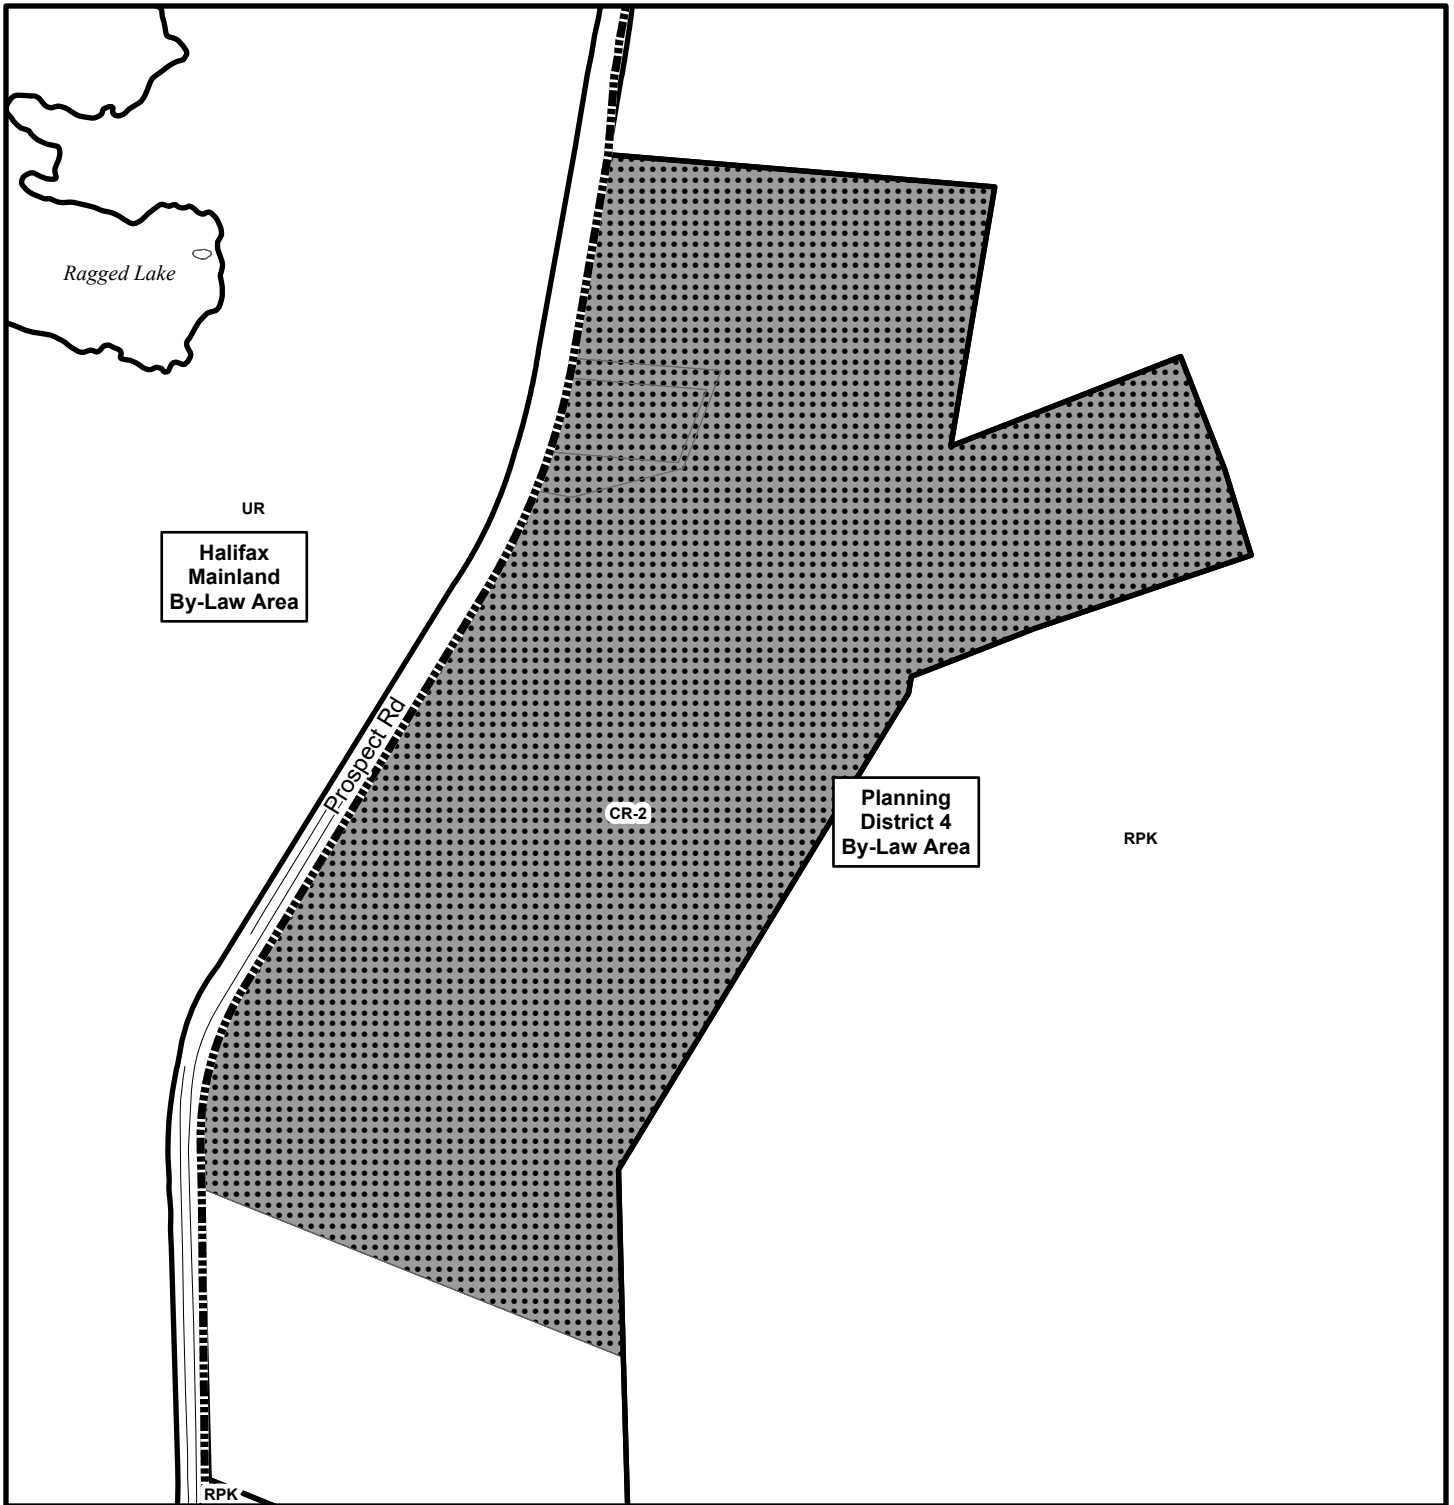 Ragged Lake
UR
Halifax
Mainland
By-Law Area
Prospect Rd
CR-2
Planning
District 4
By-Law Area
RPK
RPK